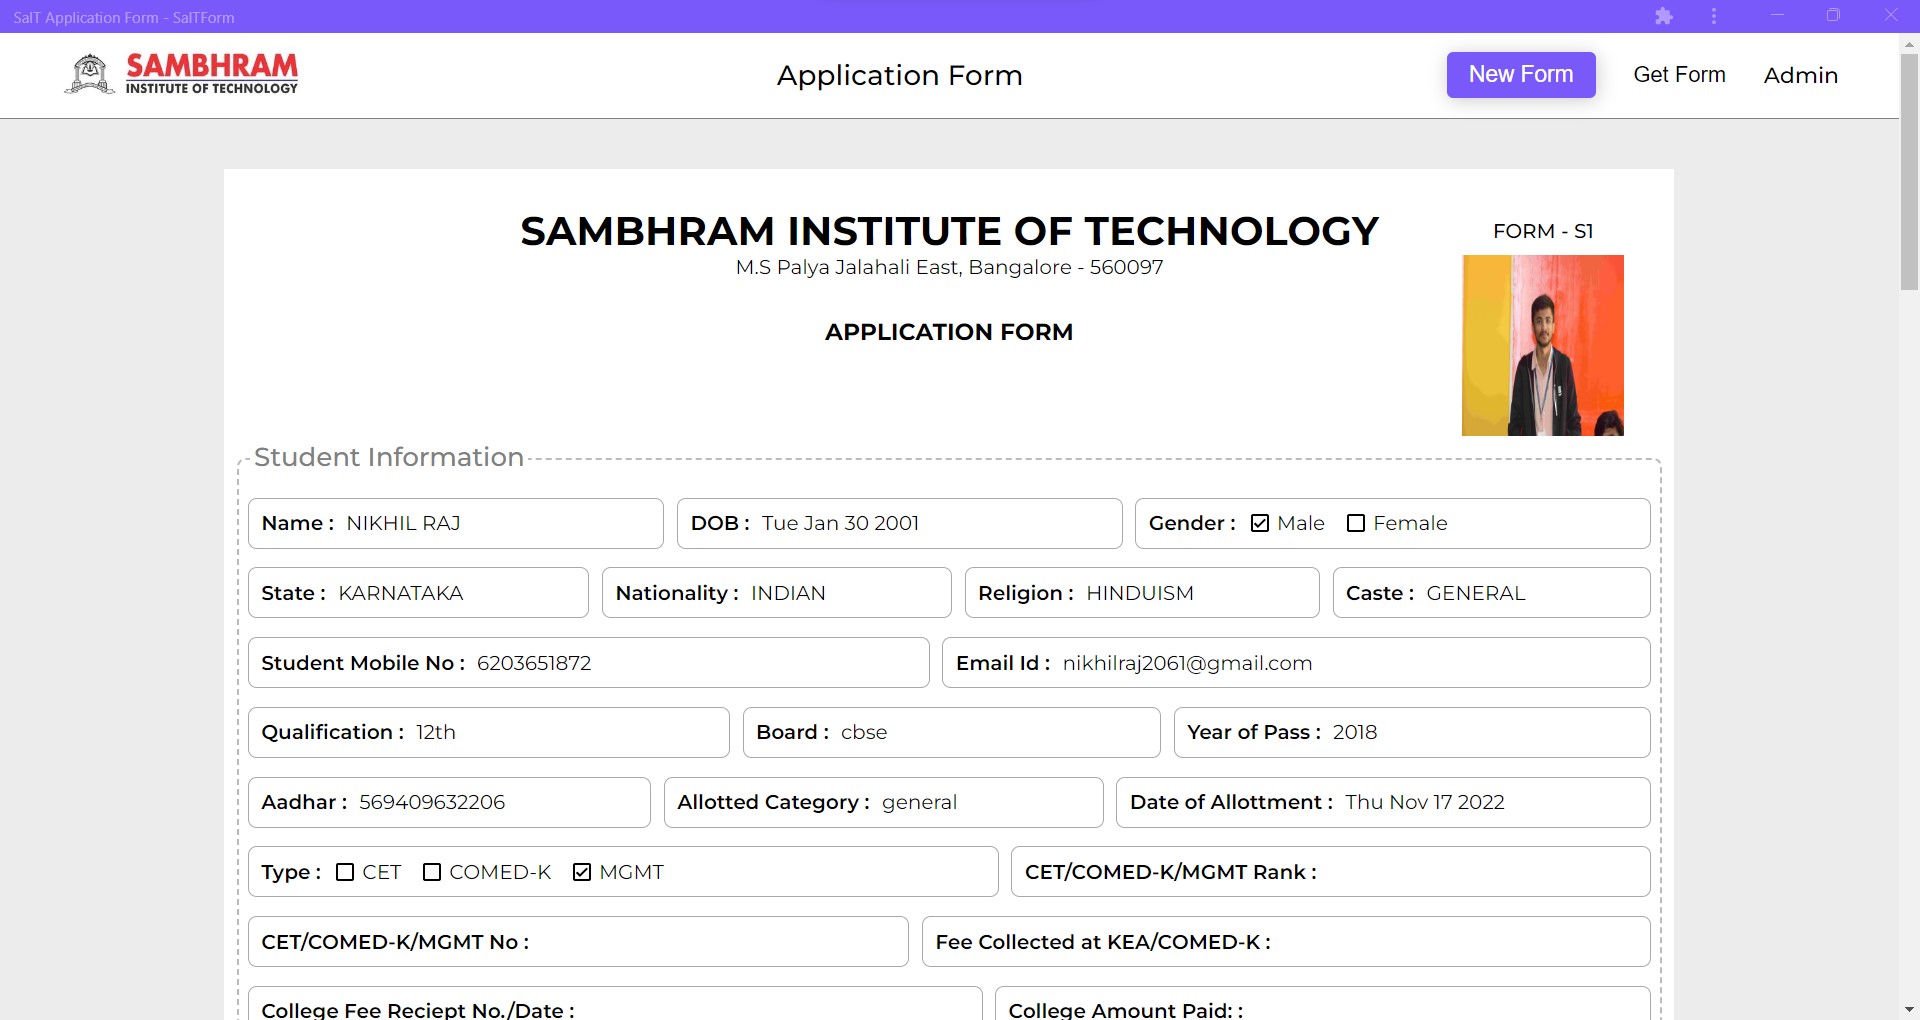 SaIT Application Form - SaITForm
SAMBHRAM
INSTITUTE OF TECHNOLOGY
Application Form
New Form
Get Form
Admin
SAMBHRAM INSTITUTE OF TECHNOLOGY
M.S Palya Jalahali East, Bangalore - 560097
FORM - S1
APPLICATION FORM
Student Information
Name : NIKHIL RAJ
DOB : Tue Jan 30 2001
Gender : Male Female
State : KARNATAKA
Nationality : INDIAN
Religion : HINDUISM
Caste : GENERAL
Student Mobile No : 6203651872
Email Id : nikhilraj2061@gmail.com
Qualification : 12th
Board : cbse
Year of Pass : 2018
Aadhar : 569409632206
Allotted Category : general
Date of Allottment : Thu Nov 17 2022
Type : CET COMED-K MGMT
CET/COMED-K/MGMT Rank :
CET/COMED-K/MGMT No :
Fee Collected at KEA/COMED-K :
College Fee Reciept No./Date :
College Amount Paid: :